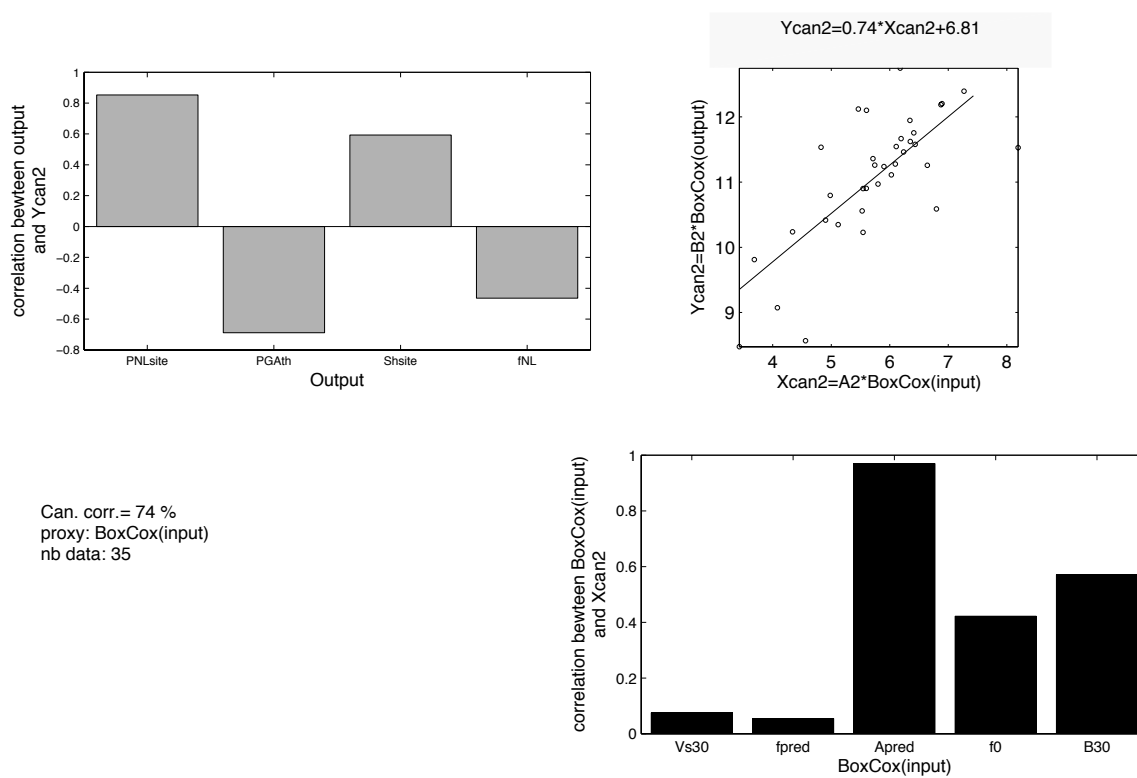 Ycan2=0.74*Xcan2+6.81
correlation bewteen output
and Ycan2
1
0.8
0.6
0.4
0.2
0
−0.2
−0.4
−0.6
−0.8
PNLsite
PGAth
Shsite
fNL
Output
Ycan2=B2*BoxCox(output)
12
11
10
9
4
5
6
7
8
Xcan2=A2*BoxCox(input)
Can. corr.= 74 %
proxy: BoxCox(input)
nb data: 35
correlation bewteen BoxCox(input)
and Xcan2
1
0.8
0.6
0.4
0.2
0
Vs30
fpred
Apred
f0
B30
BoxCox(input)